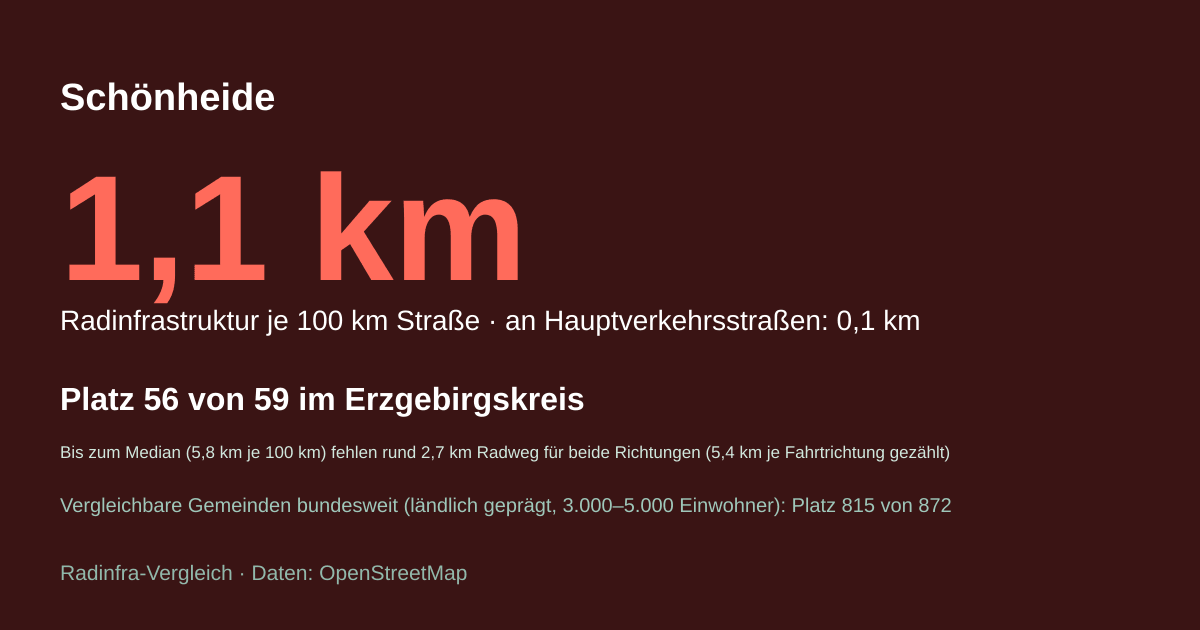 Schönheide
1,1 km
Radinfrastruktur je 100 km Straße · an Hauptverkehrsstraßen: 0,1 km
Platz 56 von 59 im Erzgebirgskreis
Bis zum Median (5,8 km je 100 km) fehlen rund 2,7 km Radweg für beide Richtungen (5,4 km je Fahrtrichtung gezählt)
Vergleichbare Gemeinden bundesweit (ländlich geprägt, 3.000–5.000 Einwohner): Platz 815 von 872
Radinfra-Vergleich · Daten: OpenStreetMap